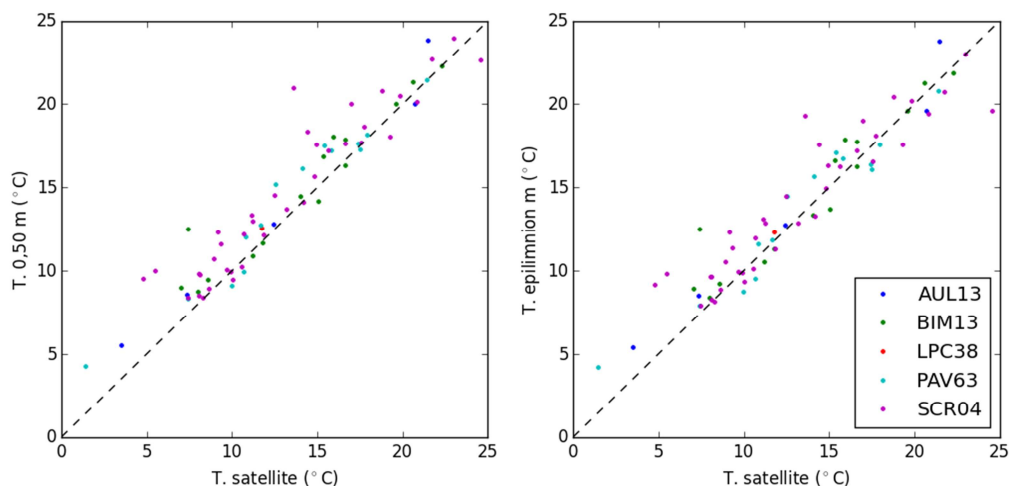 25
20
15
10
5
0
T. 0,50 m (°C)
0 5 10 15 20 25
T. satellite (°C)
25
20
15
10
5
0
T. epilimnion m (°C)
0 5 10 15 20 25
T. satellite (°C)
AUL13
BIM13
LPC38
PAV63
SCR04